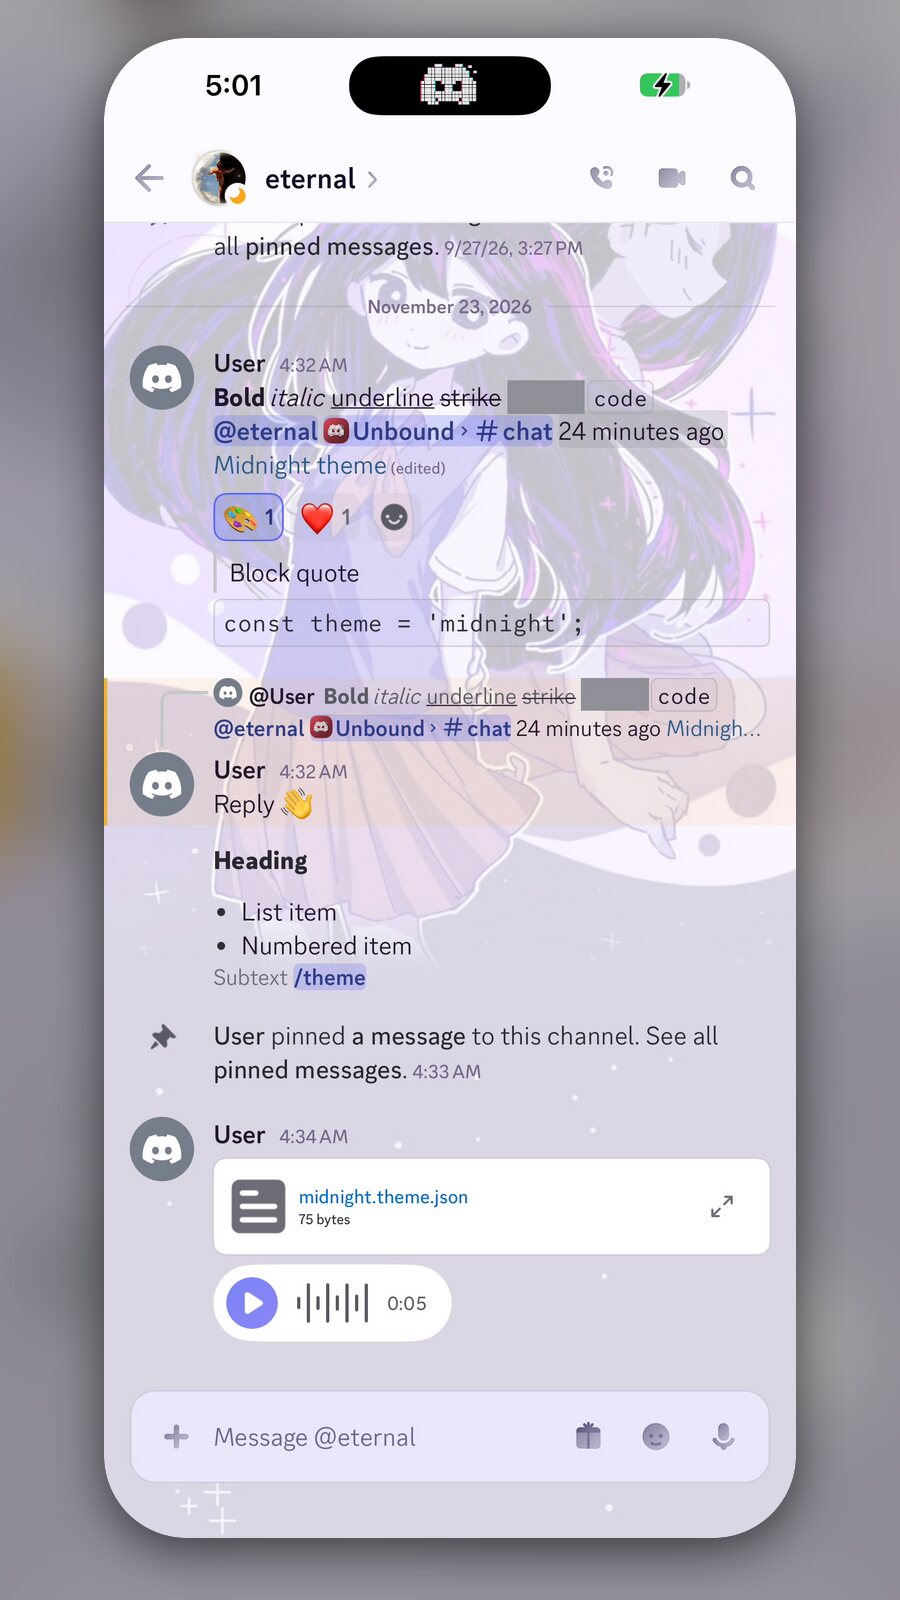 5:01
eternal
all pinned messages. 9/27/26, 3:27 PM
November 23, 2026
User 4:32 AM
Bold italic underline strike code
@eternal Unbound › # chat 24 minutes ago
Midnight theme (edited)
1 1
Block quote
const theme = 'midnight';
@User Bold italic underline strike code
@eternal Unbound › # chat 24 minutes ago Midnigh...
User 4:32 AM
Reply 👋
Heading
• List item
• Numbered item
Subtext /theme
User pinned a message to this channel. See all
pinned messages. 4:33 AM
User 4:34 AM
midnight.theme.json
75 bytes
0:05
Message @eternal